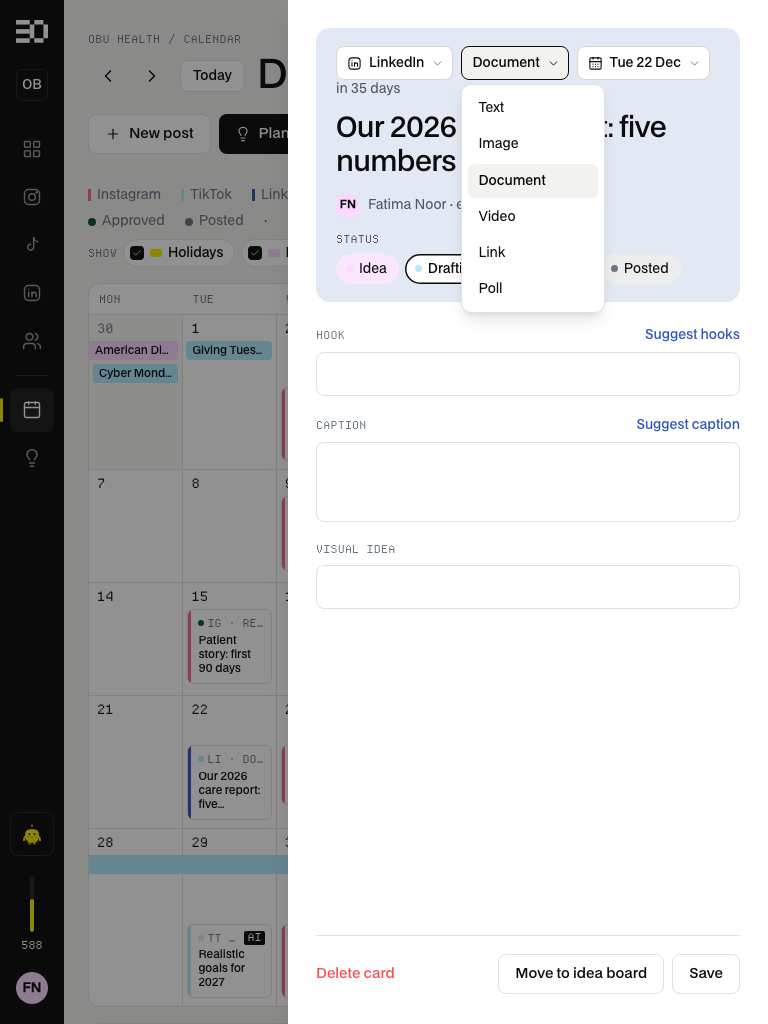 OB
588
FN
OBU HEALTH / CALENDAR
Today
D
New post
Plan
Instagram
TikTok
Link
Approved
Posted
SHOW
Holidays
MON
TUE
30
1
American Di…
Giving Tues…
Cyber Mond…
7
8
14
15
IG · RE…
Patient
story: first
90 days
21
22
LI · DO…
Our 2026
care report:
five…
28
29
TT …
AI
Realistic
goals for
2027
LinkedIn
Document
Tue 22 Dec
in 35 days
Our 2026
: five
numbers
FN
Fatima Noor ·
STATUS
Idea
Drafti
Posted
Text
Image
Document
Video
Link
Poll
HOOK
Suggest hooks
CAPTION
Suggest caption
VISUAL IDEA
Delete card
Move to idea board
Save